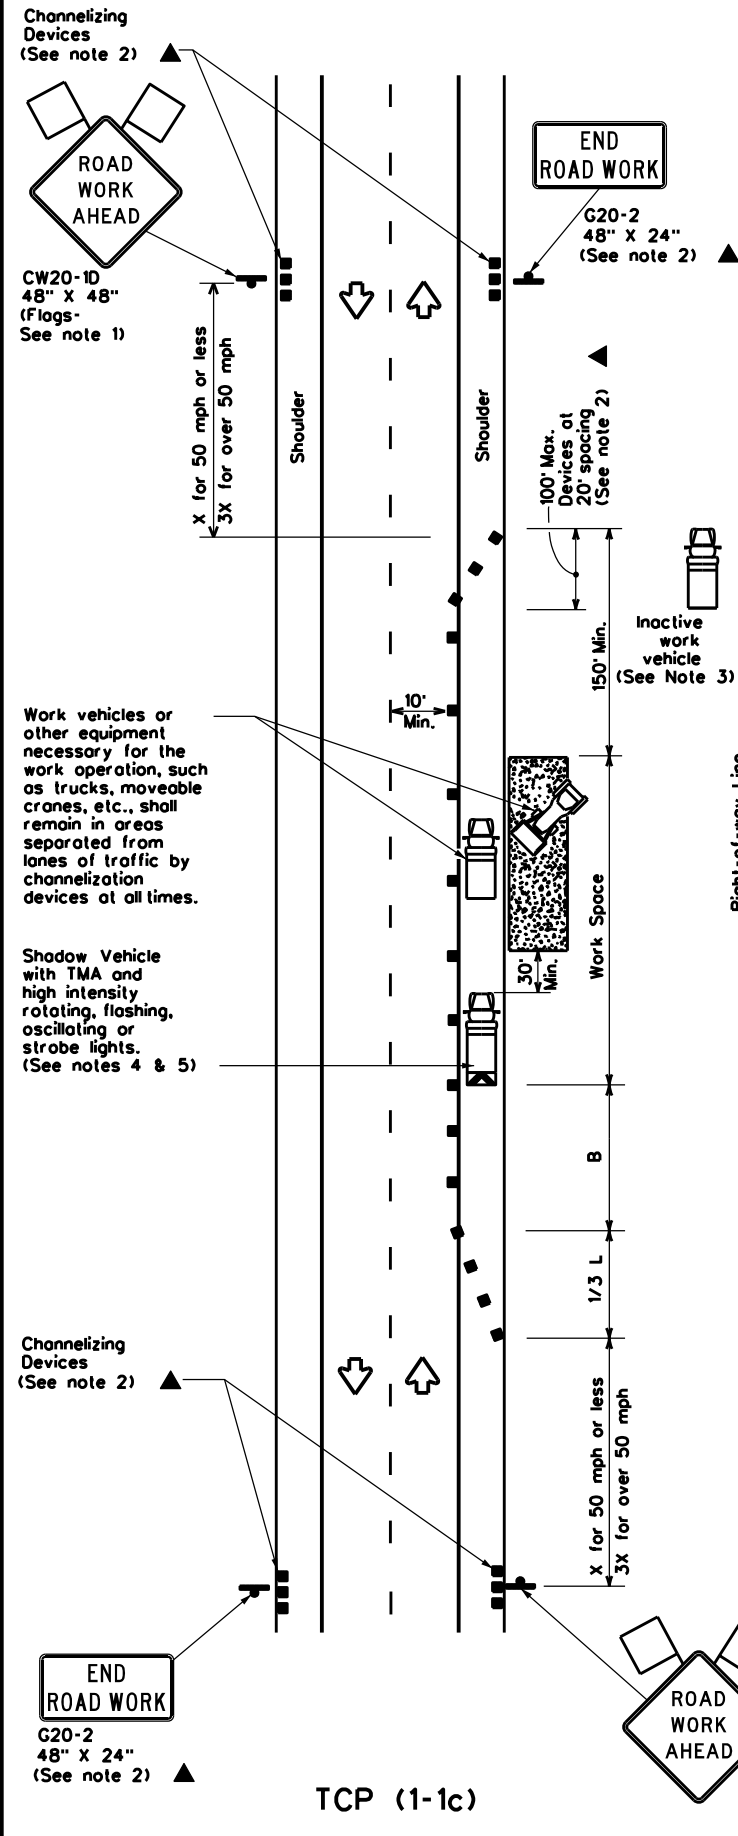 Channelizing
Devices
(See note 2)
ROAD
WORK
AHEAD
CW20-1D
48" X 48"
(Flags-
See note 1)
END
ROAD WORK
G20-2
48" X 24"
(See note 2)
X for 50 mph or less
3X for over 50 mph
Shoulder
Shoulder
100' Max.
Devices at
20' spacing
(See note 2)
Inactive
work
vehicle
(See Note 3)
150' Min.
10'
Min.
Work vehicles or
other equipment
necessary for the
work operation, such
as trucks, moveable
cranes, etc., shall
remain in areas
separated from
lanes of traffic by
channelization
devices at all times.
Right-of-way Line
Work Space
30'
Min.
Shadow Vehicle
with TMA and
high intensity
rotating, flashing,
oscillating or
strobe lights.
(See notes 4 & 5)
B
1/3 L
Channelizing
Devices
(See note 2)
X for 50 mph or less
3X for over 50 mph
END
ROAD WORK
G20-2
48" X 24"
(See note 2)
ROAD
WORK
AHEAD
TCP (1-1c)